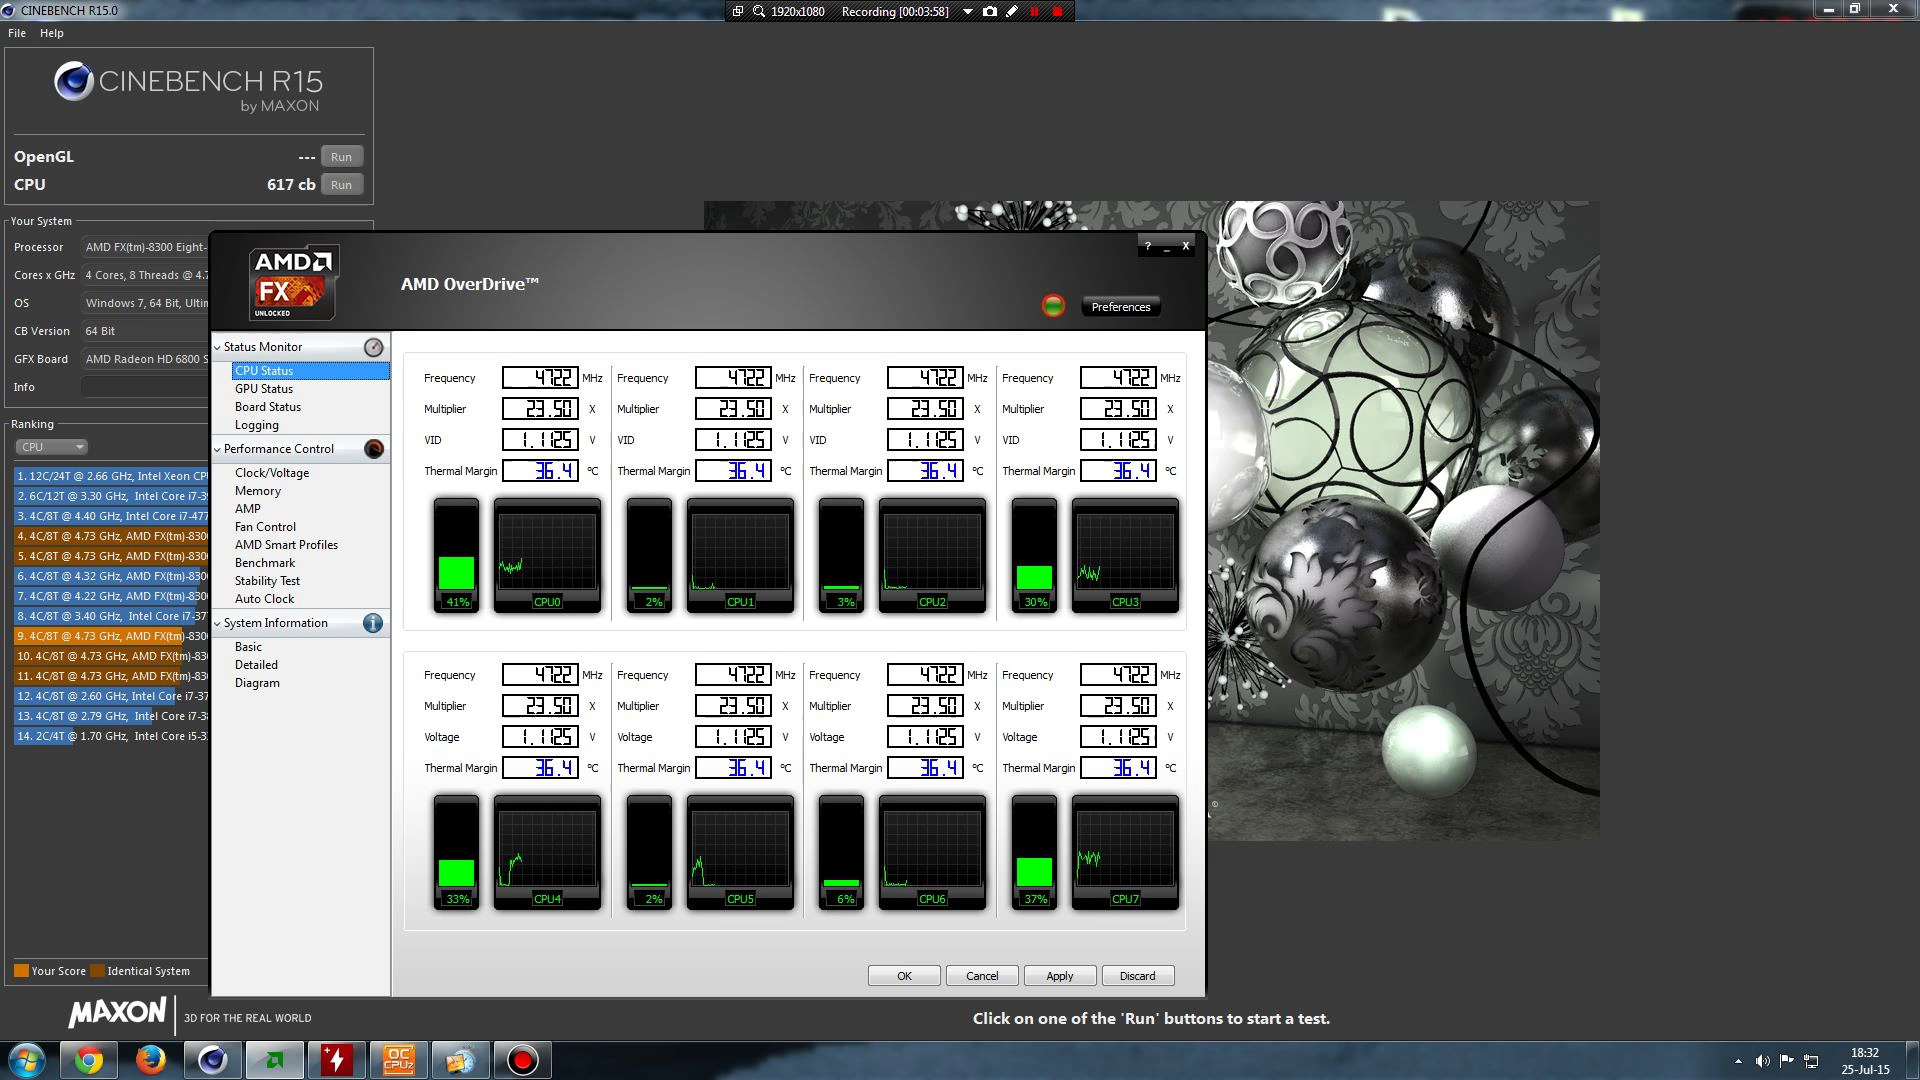 CINEBENCH R15.0
1920x1080 Recording [00:03:58]
File Help
CINEBENCH R15
by MAXON
OpenGL --- Run
CPU 617 cb Run
Your System
Processor AMD FX(tm)-8300 Eight-
Cores x GHz 4 Cores, 8 Threads @ 4.7
OS Windows 7, 64 Bit, Ultim
CB Version 64 Bit
GFX Board AMD Radeon HD 6800 S
Info
Ranking
CPU
1. 12C/24T @ 2.66 GHz, Intel Xeon CP
2. 6C/12T @ 3.30 GHz, Intel Core i7-39
3. 4C/8T @ 4.40 GHz, Intel Core i7-477
4. 4C/8T @ 4.73 GHz, AMD FX(tm)-830
5. 4C/8T @ 4.73 GHz, AMD FX(tm)-830
6. 4C/8T @ 4.32 GHz, AMD FX(tm)-830
7. 4C/8T @ 4.22 GHz, AMD FX(tm)-830
8. 4C/8T @ 3.40 GHz, Intel Core i7-37
9. 4C/8T @ 4.73 GHz, AMD FX(tm)-830
10. 4C/8T @ 4.73 GHz, AMD FX(tm)-83
11. 4C/8T @ 4.73 GHz, AMD FX(tm)-83
12. 4C/8T @ 2.60 GHz, Intel Core i7-37
13. 4C/8T @ 2.79 GHz, Intel Core i7-38
14. 2C/4T @ 1.70 GHz, Intel Core i5-3
Your Score Identical System
MAXON 3D FOR THE REAL WORLD
Click on one of the 'Run' buttons to start a test.
AMD
FX
UNLOCKED
AMD OverDrive™
? _ X
Preferences
Status Monitor
CPU Status
GPU Status
Board Status
Logging
Performance Control
Clock/Voltage
Memory
AMP
Fan Control
AMD Smart Profiles
Benchmark
Stability Test
Auto Clock
System Information
Basic
Detailed
Diagram
Frequency 4722 MHz Frequency 4722 MHz Frequency 4722 MHz Frequency 4722 MHz
Multiplier 23.50 X Multiplier 23.50 X Multiplier 23.50 X Multiplier 23.50 X
VID 1.1125 V VID 1.1125 V VID 1.1125 V VID 1.1125 V
Thermal Margin 36.4 °C Thermal Margin 36.4 °C Thermal Margin 36.4 °C Thermal Margin 36.4 °C
41% CPU0 2% CPU1 3% CPU2 30% CPU3
Frequency 4722 MHz Frequency 4722 MHz Frequency 4722 MHz Frequency 4722 MHz
Multiplier 23.50 X Multiplier 23.50 X Multiplier 23.50 X Multiplier 23.50 X
Voltage 1.1125 V Voltage 1.1125 V Voltage 1.1125 V Voltage 1.1125 V
Thermal Margin 36.4 °C Thermal Margin 36.4 °C Thermal Margin 36.4 °C Thermal Margin 36.4 °C
33% CPU4 2% CPU5 6% CPU6 37% CPU7
OK Cancel Apply Discard
OC
CPUZ
18:32
25-Jul-15